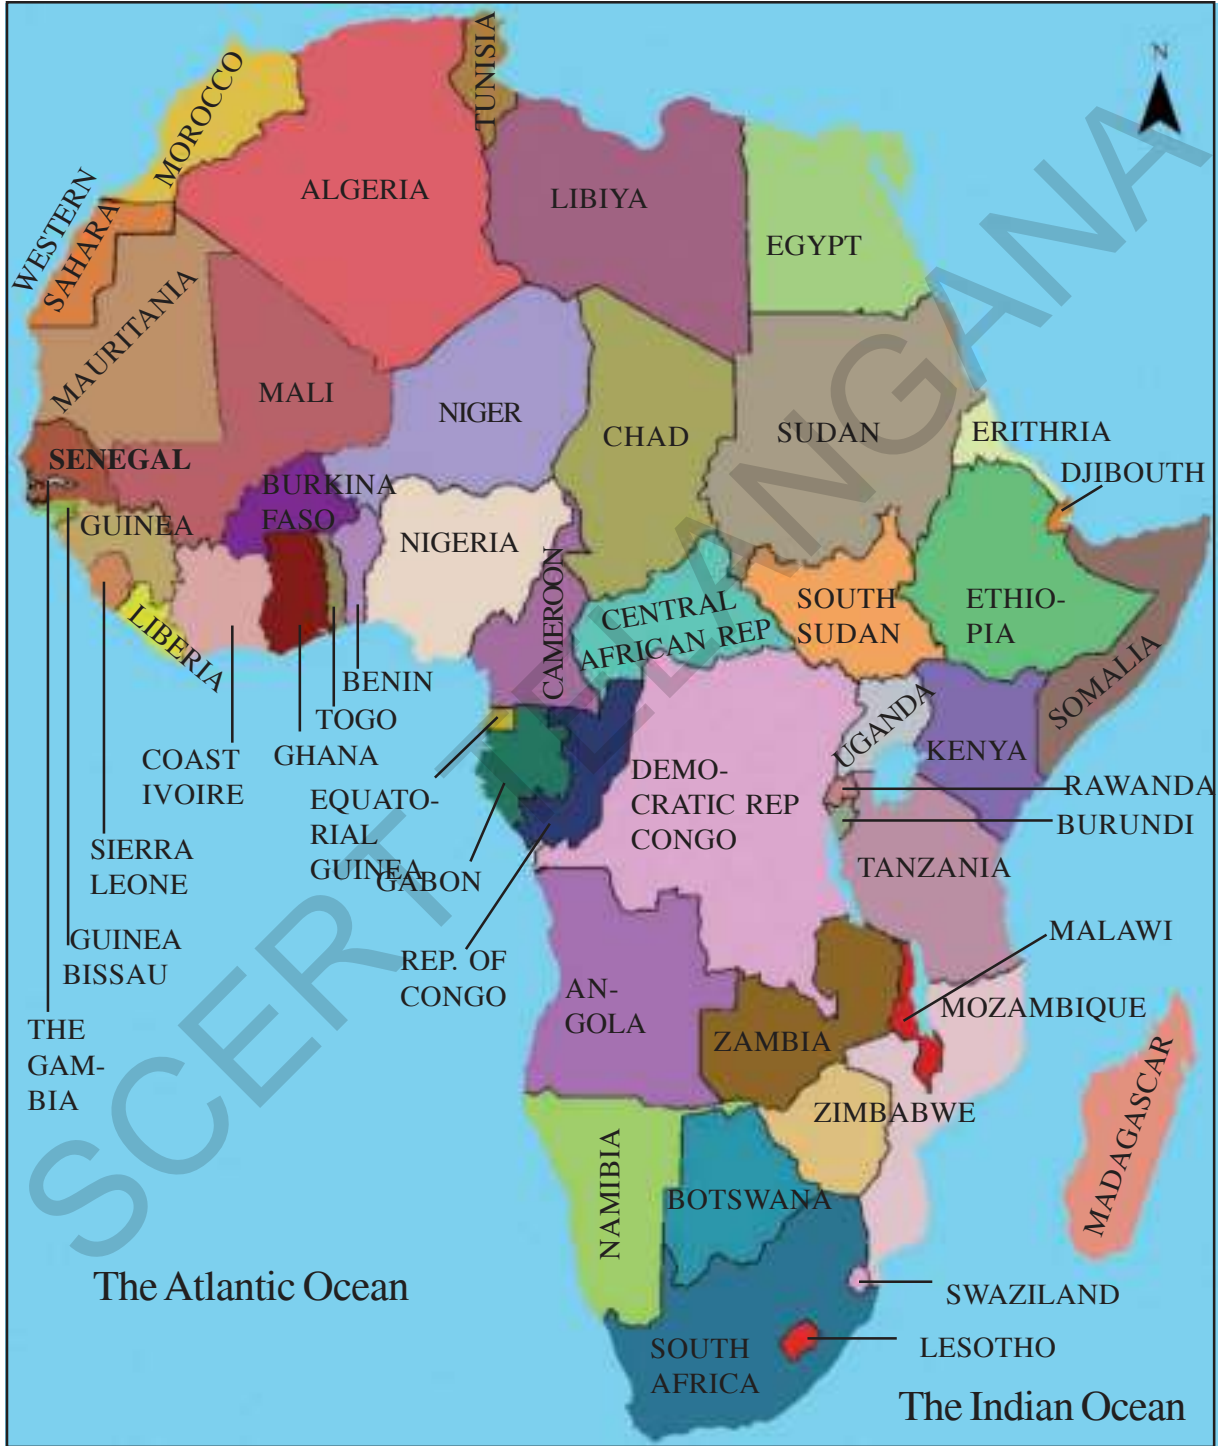 N
TUNISIA
MOROCCO
ALGERIA
LIBIYA
EGYPT
WESTERN
SAHARA
MAURITANIA
MALI
NIGER
CHAD
SUDAN
ERITHRIA
DJIBOUTH
SENEGAL
BURKINA
FASO
GUINEA
NIGERIA
CAMEROON
CENTRAL
AFRICAN REP
SOUTH
SUDAN
ETHIO-
PIA
SOMALIA
LIBERIA
BENIN
TOGO
GHANA
COAST
IVOIRE
EQUATO-
RIAL
GUINEA
GABON
SIERRA
LEONE
GUINEA
BISSAU
THE
GAM-
BIA
REP. OF
CONGO
DEMO-
CRATIC REP
CONGO
UGANDA
KENYA
RAWANDA
BURUNDI
TANZANIA
MALAWI
MOZAMBIQUE
AN-
GOLA
ZAMBIA
ZIMBABWE
NAMIBIA
BOTSWANA
MADAGASCAR
SWAZILAND
LESOTHO
SOUTH
AFRICA
The Atlantic Ocean
The Indian Ocean
SCERT TELANGANA